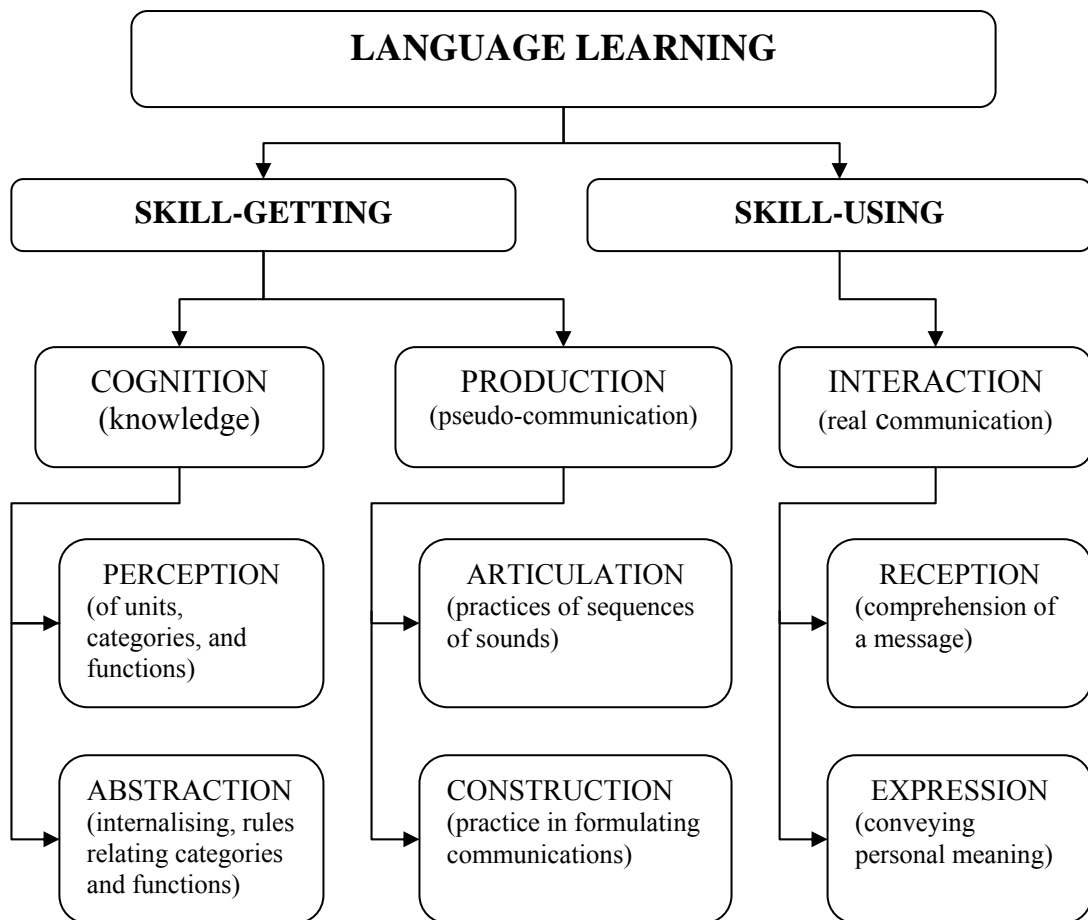 LANGUAGE LEARNING
SKILL-GETTING
SKILL-USING
COGNITION
(knowledge)
PRODUCTION
(pseudo-communication)
INTERACTION
(real communication)
PERCEPTION
(of units,
categories, and
functions)
ARTICULATION
(practices of sequences
of sounds)
RECEPTION
(comprehension of
a message)
ABSTRACTION
(internalising, rules
relating categories
and functions)
CONSTRUCTION
(practice in formulating
communications)
EXPRESSION
(conveying
personal meaning)